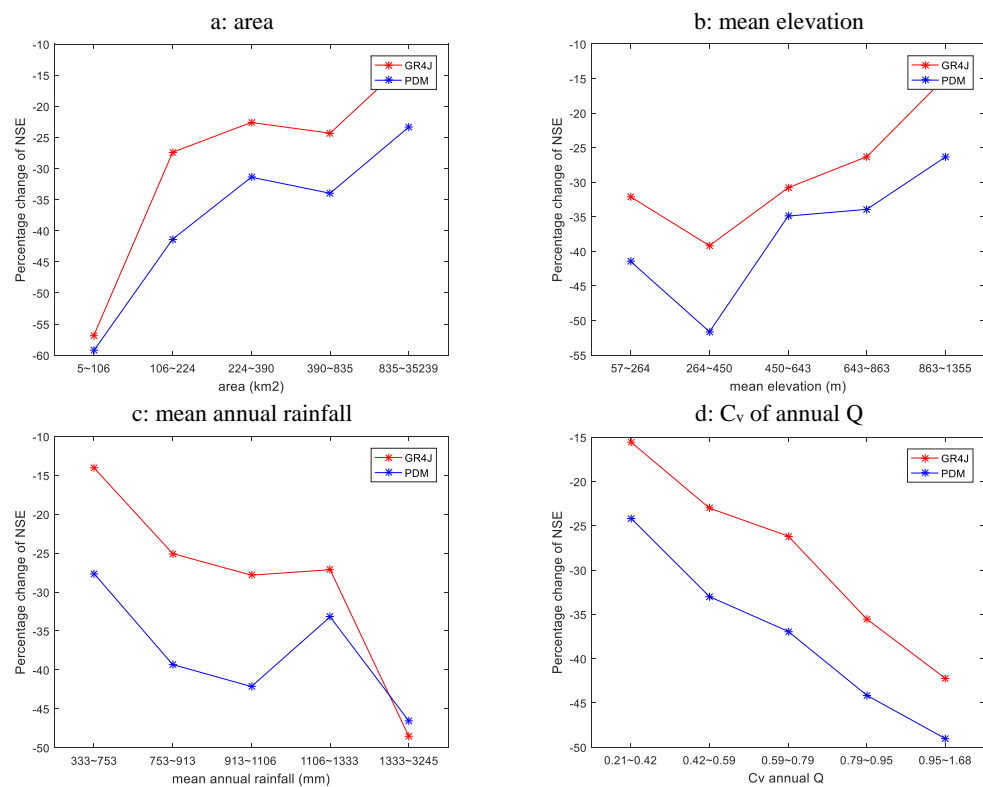 a: area
-10
-15
-20
-25
-30
-35
-40
-45
-50
-55
-60
Percentage change of NSE
GR4J
PDM
5~106 106~224 224~390 390~835 835~35239
area (km2)
b: mean elevation
-10
-15
-20
-25
-30
-35
-40
-45
-50
-55
Percentage change of NSE
GR4J
PDM
57~264 264~450 450~643 643~863 863~1355
mean elevation (m)
c: mean annual rainfall
-10
-15
-20
-25
-30
-35
-40
-45
-50
Percentage change of NSE
GR4J
PDM
333~753 753~913 913~1106 1106~1333 1333~3245
mean annual rainfall (mm)
d: Cv of annual Q
-15
-20
-25
-30
-35
-40
-45
-50
Percentage change of NSE
GR4J
PDM
0.21~0.42 0.42~0.59 0.59~0.79 0.79~0.95 0.95~1.68
Cv annual Q